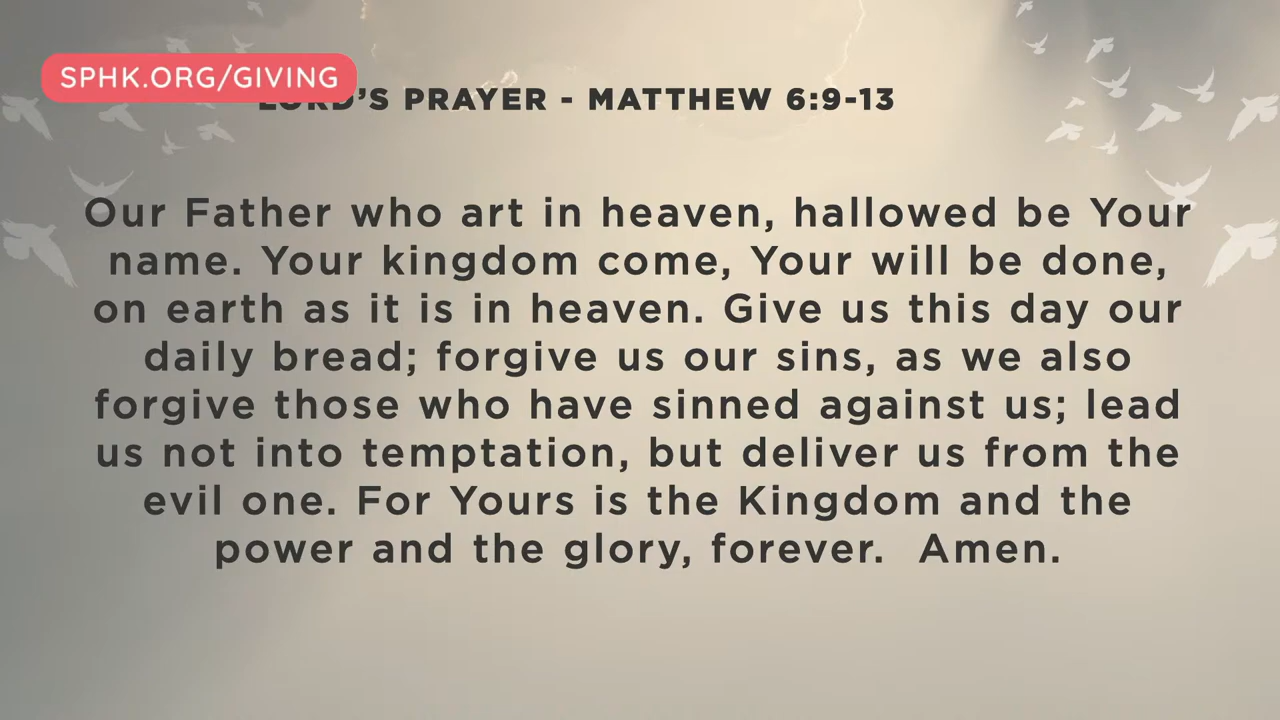 SPHK.ORG/GIVING
LORD'S PRAYER - MATTHEW 6:9-13
Our Father who art in heaven, hallowed be Your
name. Your kingdom come, Your will be done,
on earth as it is in heaven. Give us this day our
daily bread; forgive us our sins, as we also
forgive those who have sinned against us; lead
us not into temptation, but deliver us from the
evil one. For Yours is the Kingdom and the
power and the glory, forever.  Amen.